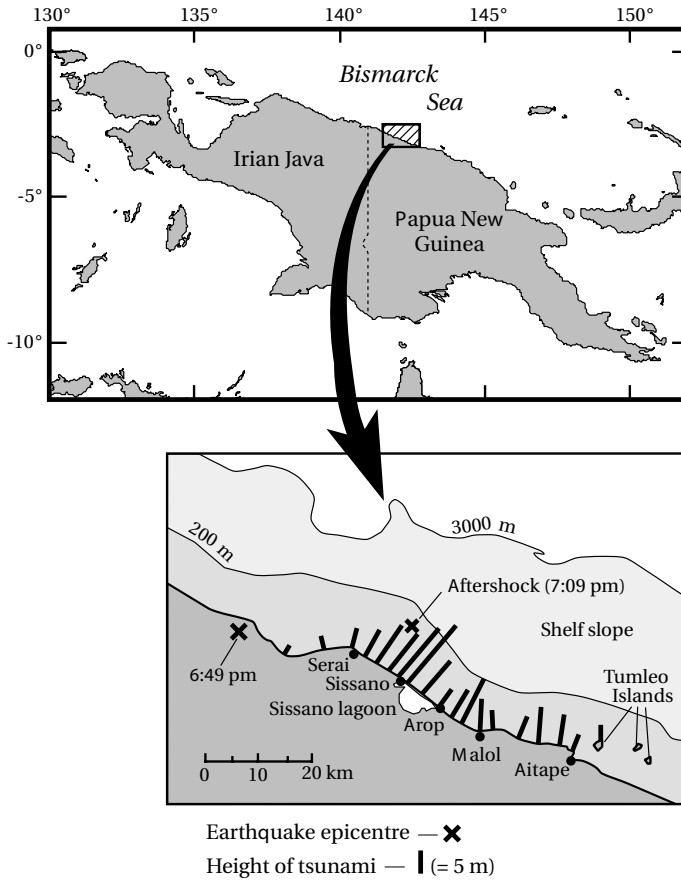 130° 135° 140° 145° 150°
0°
-5°
-10°
Bismarck
Sea
Irian Java
Papua New
Guinea
3000 m
200 m
Aftershock (7:09 pm)
Shelf slope
6:49 pm
Serai
Sissano
Sissano lagoon
Arop
Malol
Aitape
Tumleo
Islands
0 10 20 km
Earthquake epicentre —
Height of tsunami — (= 5 m)